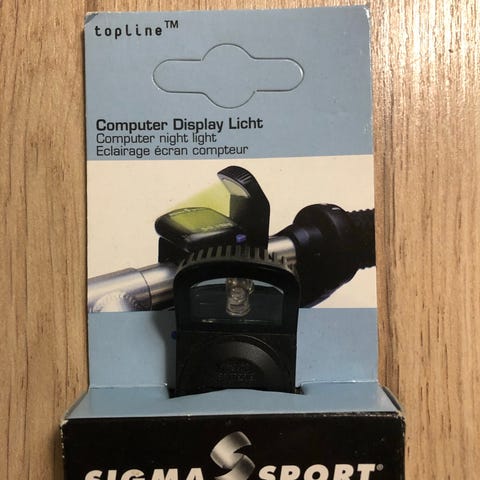 topline™
Computer Display Licht
Computer night light
Eclairage écran compteur
SIGMA SPORT®